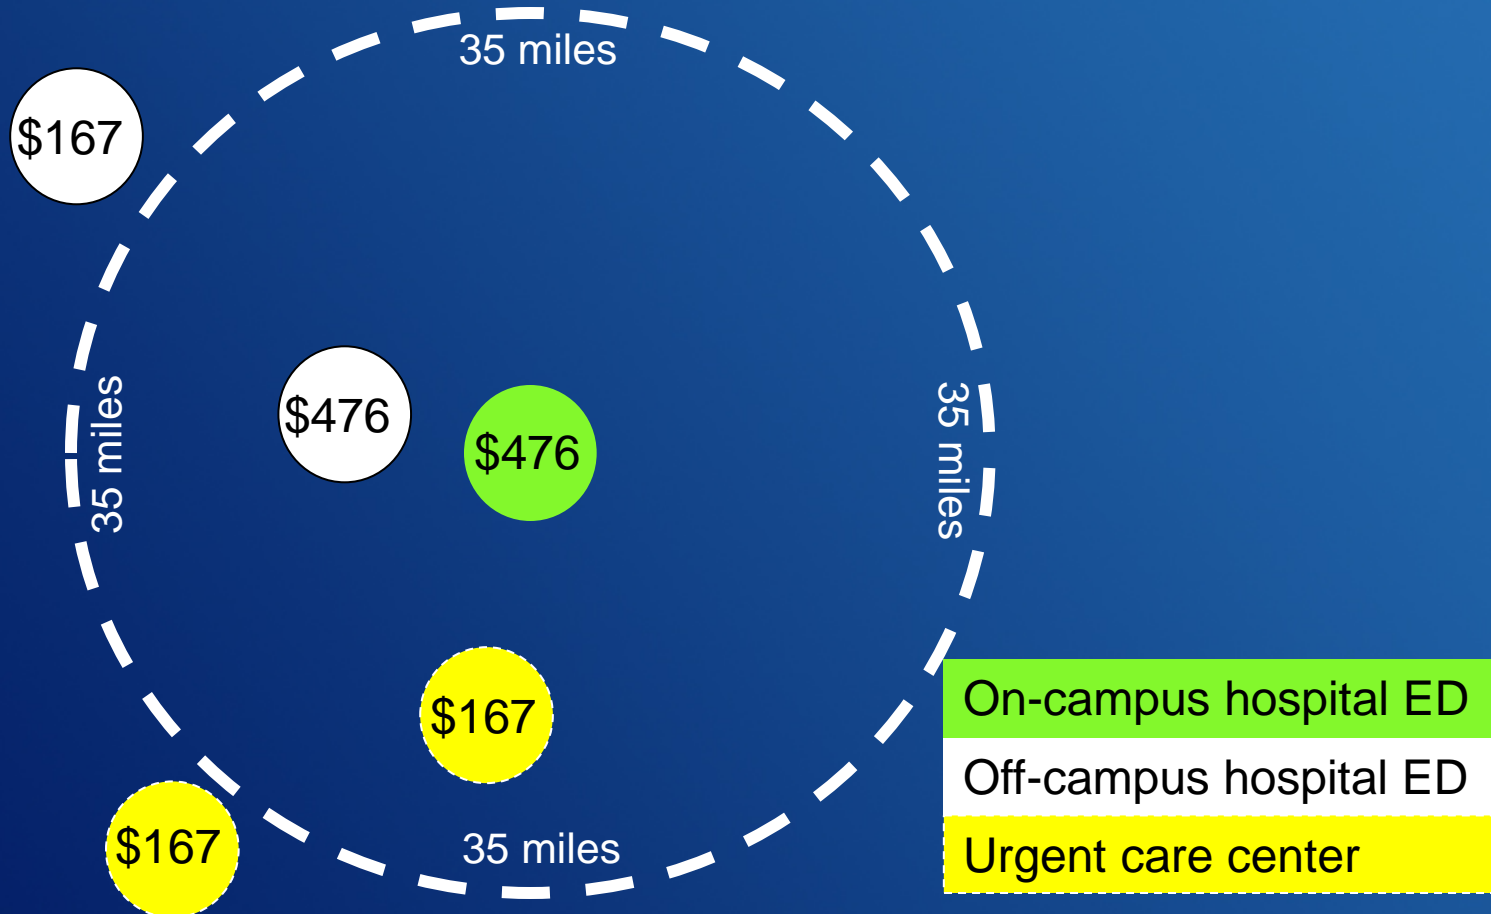 35 miles
$167
$476
$476
35 miles
35 miles
$167
$167
35 miles
On-campus hospital ED
Off-campus hospital ED
Urgent care center